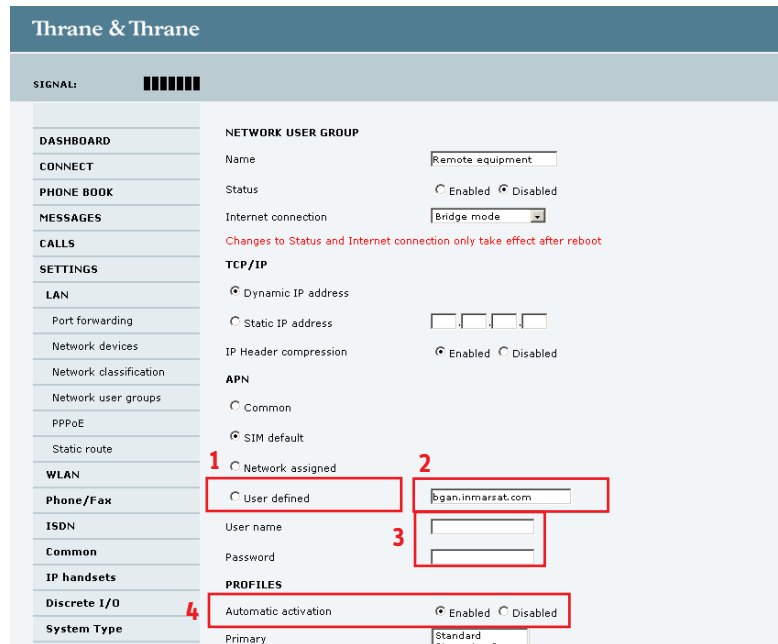 Thrane & Thrane
SIGNAL:
DASHBOARD
CONNECT
PHONE BOOK
MESSAGES
CALLS
SETTINGS
LAN
Port forwarding
Network devices
Network classification
Network user groups
PPPoE
Static route
WLAN
Phone/Fax
ISDN
Common
IP handsets
Discrete I/O
System Type
NETWORK USER GROUP
Name Remote equipment
Status Enabled Disabled
Internet connection Bridge mode
Changes to Status and Internet connection only take effect after reboot
TCP/IP
Dynamic IP address
Static IP address . . .
IP Header compression Enabled Disabled
APN
Common
SIM default
Network assigned
1 User defined 2 bgan.inmarsat.com
User name
3
Password
PROFILES
4 Automatic activation Enabled Disabled
Primary Standard